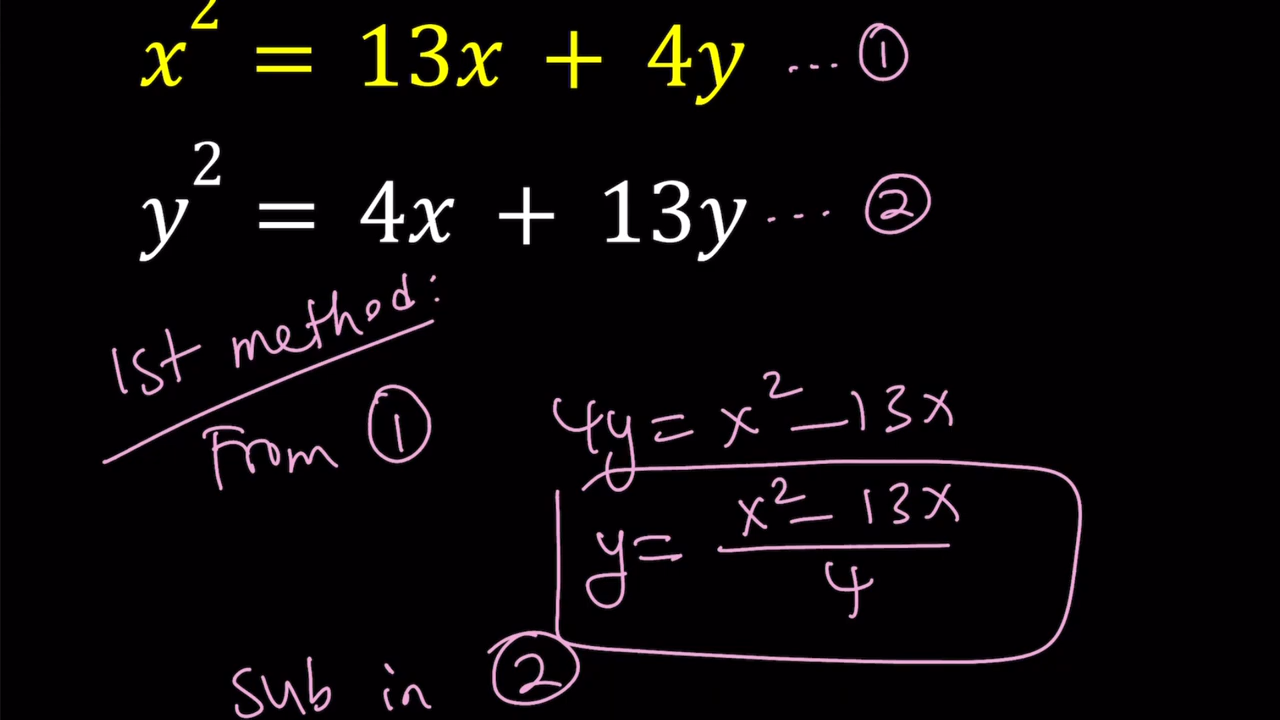 x² = 13x + 4y ... ①
y² = 4x + 13y ... ②
1st method:
From ① 4y = x² – 13x
y = (x² – 13x)/4
Sub in ②